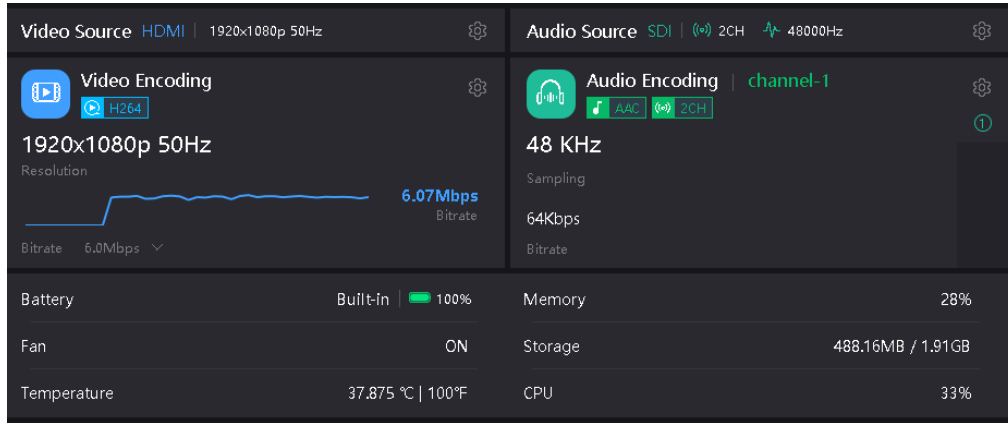 Video Source HDMI | 1920x1080p 50Hz
Audio Source SDI | 2CH 48000Hz
Video Encoding
H264
1920x1080p 50Hz
Resolution
6.07Mbps
Bitrate
Bitrate 6.0Mbps
Audio Encoding | channel-1
AAC 2CH
1
48 KHz
Sampling
64Kbps
Bitrate
Battery Built-in | 100%
Fan ON
Temperature 37.875 ℃ | 100℉
Memory 28%
Storage 488.16MB / 1.91GB
CPU 33%